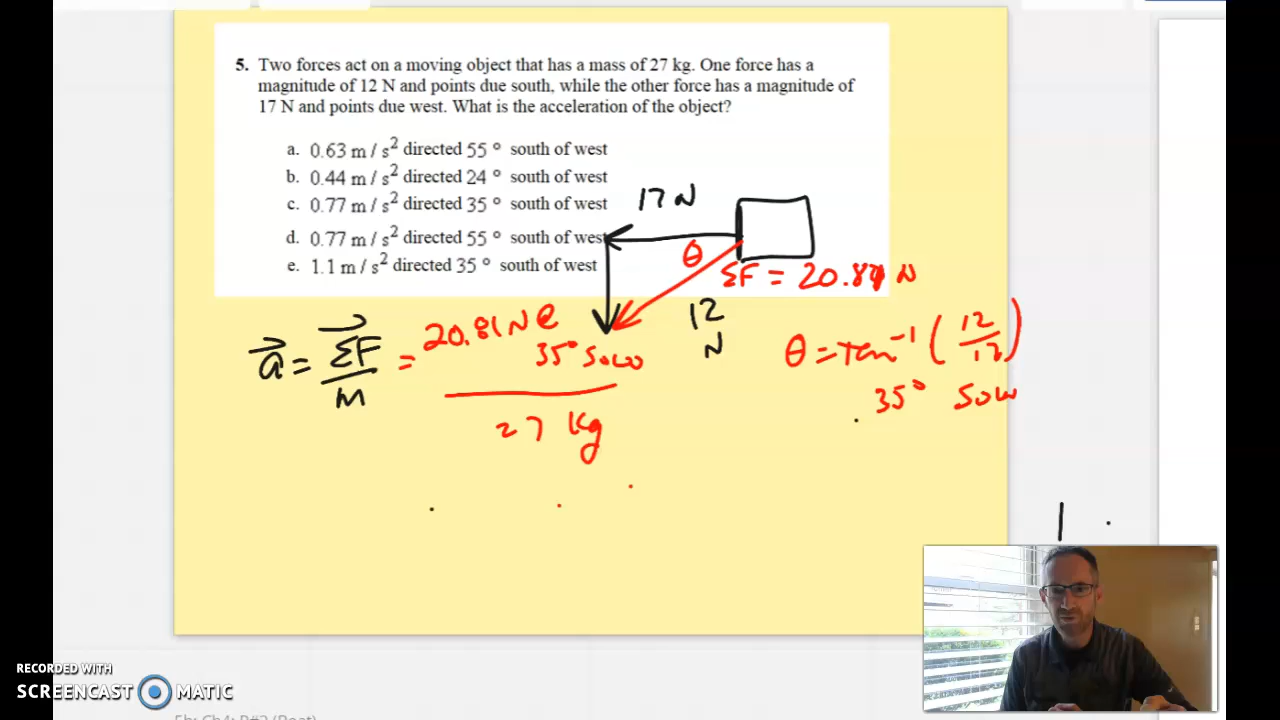 5. Two forces act on a moving object that has a mass of 27 kg. One force has a
magnitude of 12 N and points due south, while the other force has a magnitude of
17 N and points due west. What is the acceleration of the object?
a. 0.63 m / s² directed 55 ° south of west
b. 0.44 m / s² directed 24 ° south of west
c. 0.77 m / s² directed 35 ° south of west
d. 0.77 m / s² directed 55 ° south of west
e. 1.1 m / s² directed 35 ° south of west
17 N
θ
ΣF = 20.81 N
12
N
a = ΣF / m = 20.81 N @
35° SoW
27 Kg
θ = tan⁻¹ (12/17)
35° SoW
RECORDED WITH
SCREENCAST MATIC